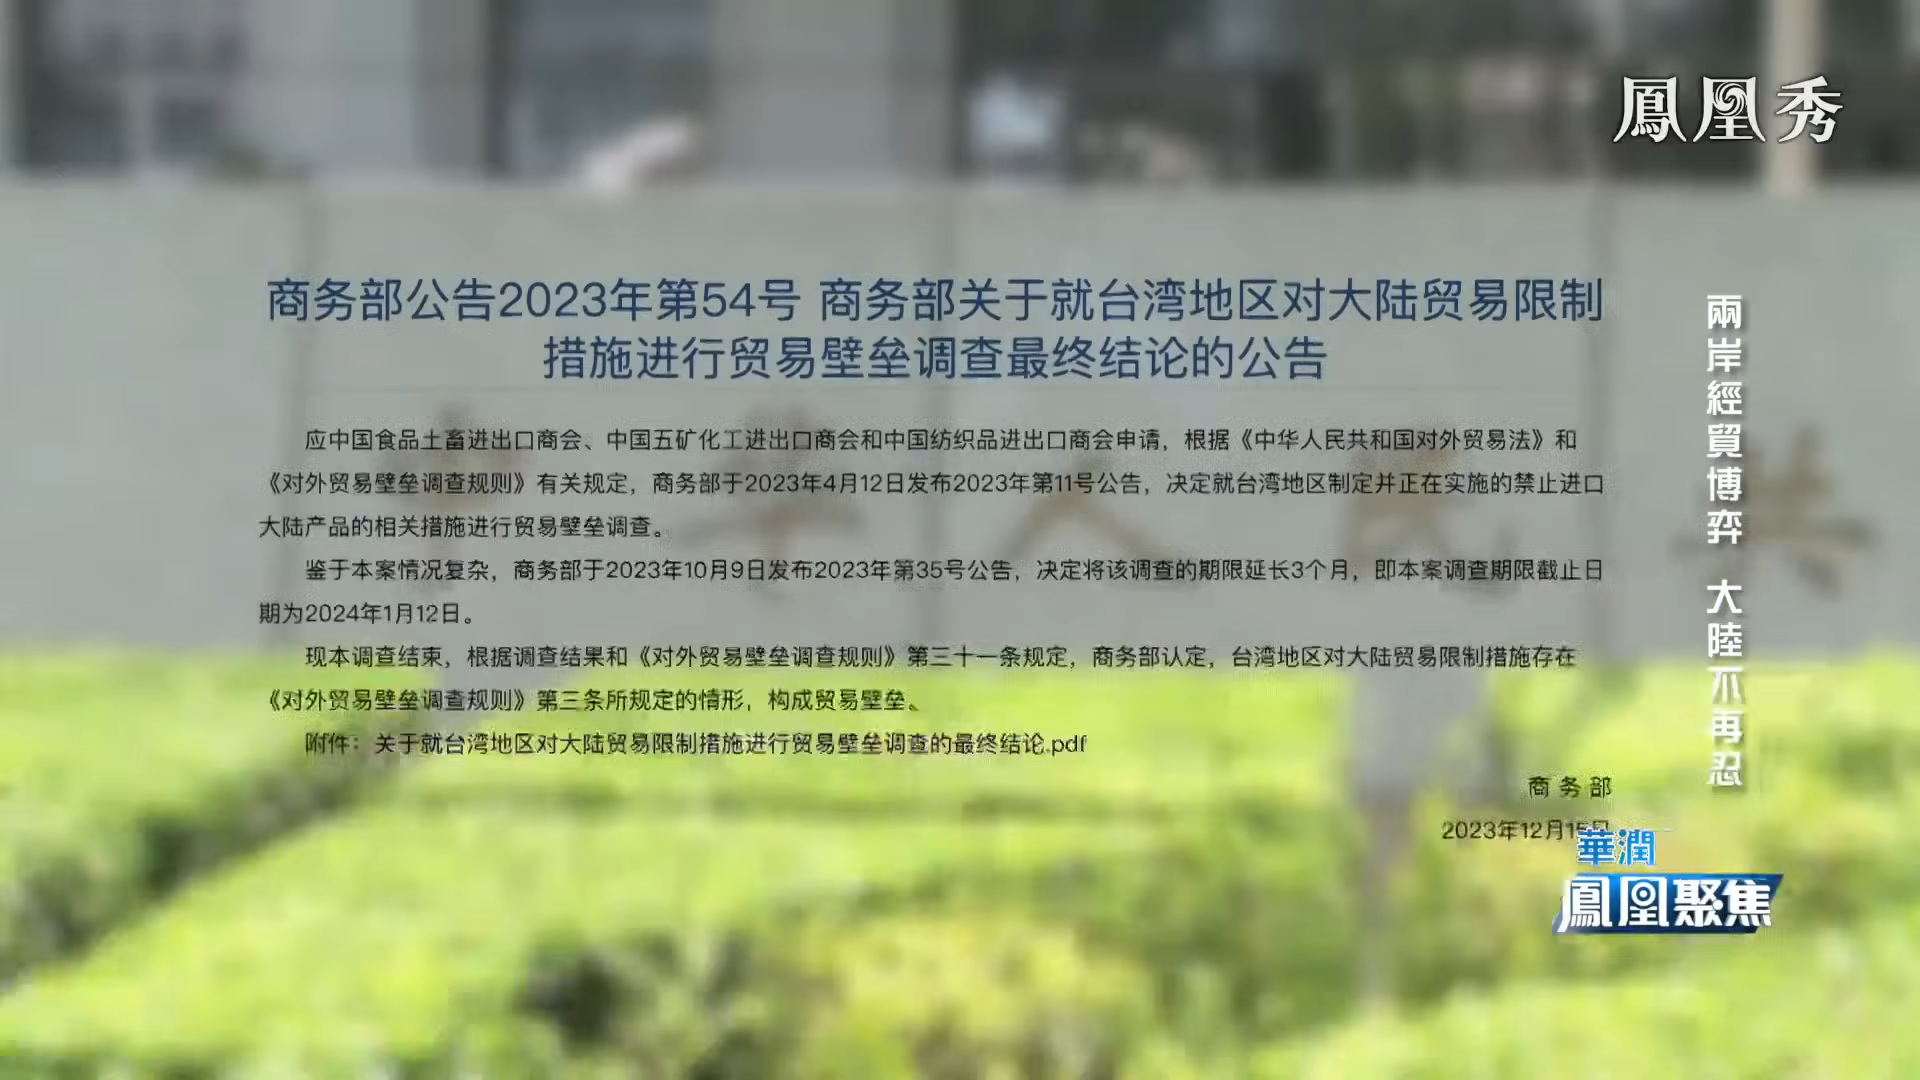 鳳凰秀
商务部公告2023年第54号 商务部关于就台湾地区对大陆贸易限制
措施进行贸易壁垒调查最终结论的公告
应中国食品土畜进出口商会、中国五矿化工进出口商会和中国纺织品进出口商会申请，根据《中华人民共和国对外贸易法》和
《对外贸易壁垒调查规则》有关规定，商务部于2023年4月12日发布2023年第11号公告，决定就台湾地区制定并正在实施的禁止进口
大陆产品的相关措施进行贸易壁垒调查。
鉴于本案情况复杂，商务部于2023年10月9日发布2023年第35号公告，决定将该调查的期限延长3个月，即本案调查期限截止日
期为2024年1月12日。
现本调查结束，根据调查结果和《对外贸易壁垒调查规则》第三十一条规定，商务部认定，台湾地区对大陆贸易限制措施存在
《对外贸易壁垒调查规则》第三条所规定的情形，构成贸易壁垒。
附件：关于就台湾地区对大陆贸易限制措施进行贸易壁垒调查的最终结论.pdf
商务部
2023年12月15日
兩岸經貿博弈 大陸不再忍
華潤
鳳凰聚焦